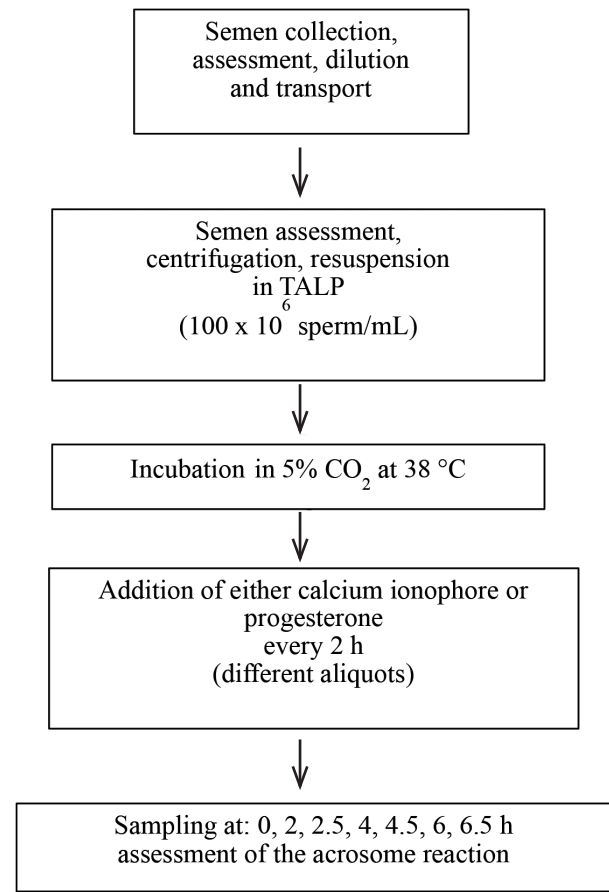 Semen collection,
assessment, dilution
and transport
Semen assessment,
centrifugation, resuspension
in TALP
(100 x 10⁶ sperm/mL)
Incubation in 5% CO₂ at 38 °C
Addition of either calcium ionophore or
progesterone
every 2 h
(different aliquots)
Sampling at: 0, 2, 2.5, 4, 4.5, 6, 6.5 h
assessment of the acrosome reaction